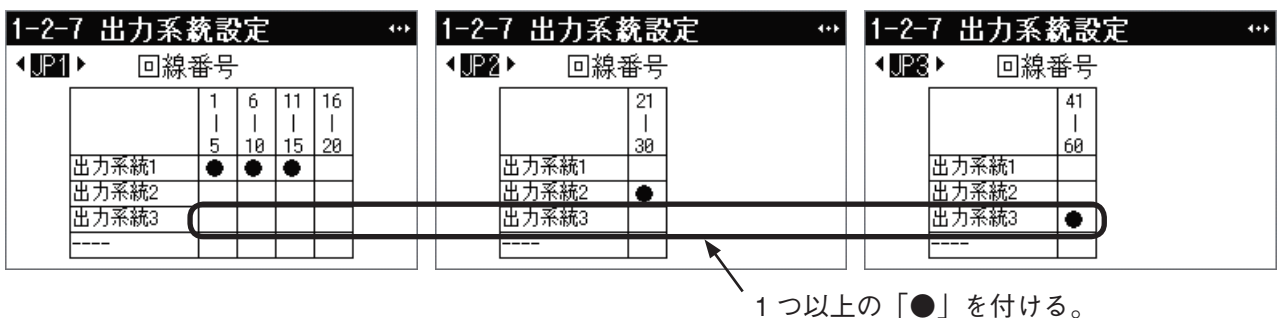 1-2-7 出力系統設定
JP1 回線番号
1 6 11 16
| | | |
5 10 15 20
出力系統1 ● ● ●
出力系統2
出力系統3
----
1-2-7 出力系統設定
JP2 回線番号
21
|
30
出力系統1
出力系統2 ●
出力系統3
----
1-2-7 出力系統設定
JP3 回線番号
41
|
60
出力系統1
出力系統2
出力系統3 ●
----
1つ以上の「●」を付ける。